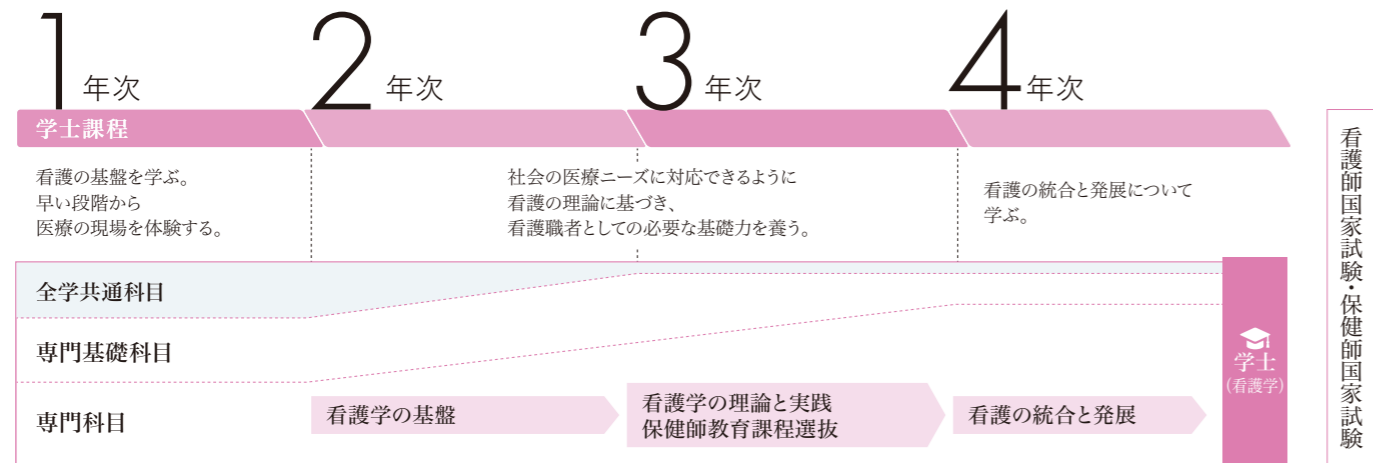 1年次
2年次
3年次
4年次
学士課程
看護の基盤を学ぶ。
早い段階から
医療の現場を体験する。
社会の医療ニーズに対応できるように
看護の理論に基づき、
看護職者としての必要な基礎力を養う。
看護の統合と発展について
学ぶ。
全学共通科目
専門基礎科目
専門科目
看護学の基盤
看護学の理論と実践
保健師教育課程選抜
看護の統合と発展
学士
(看護学)
看護師国家試験・保健師国家試験